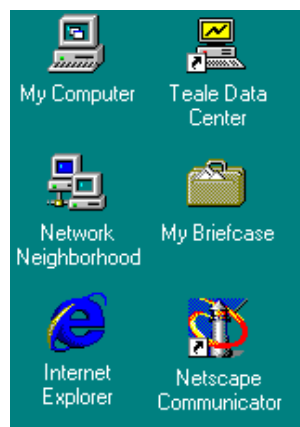 My Computer
Teale Data
Center
Network
Neighborhood
My Briefcase
Internet
Explorer
Netscape
Communicator